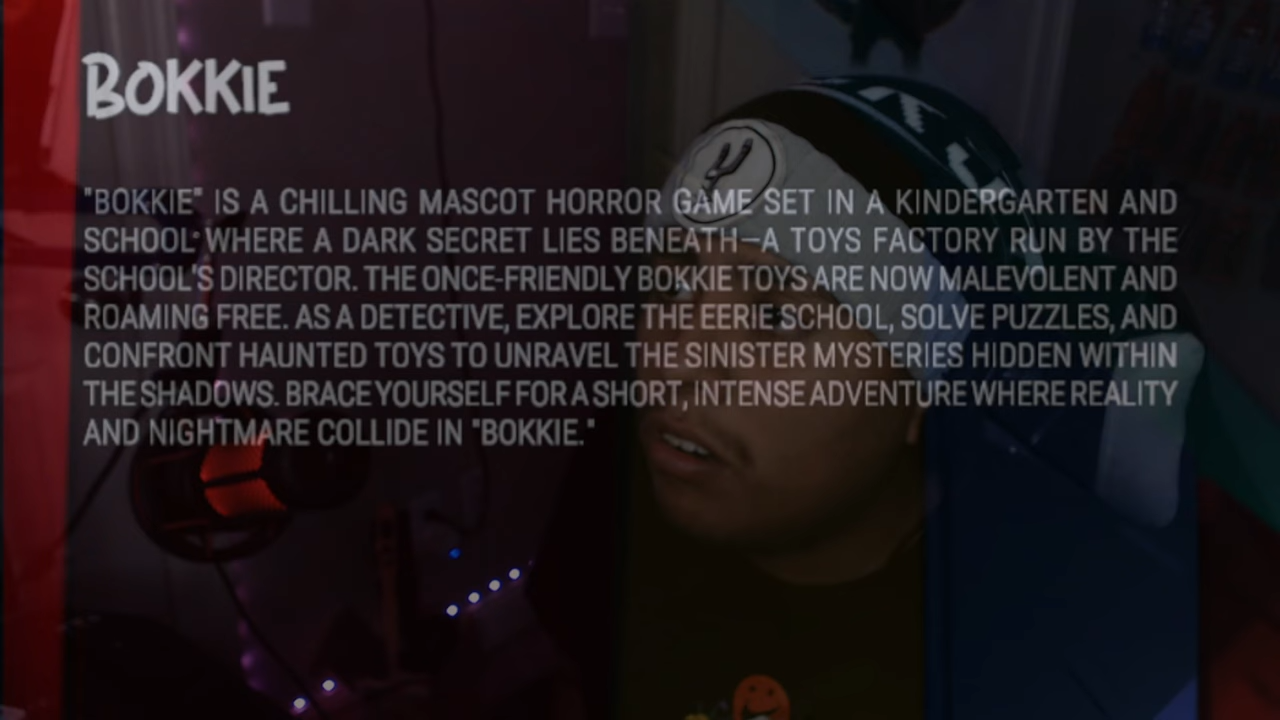 BOKKIE
"BOKKIE" IS A CHILLING MASCOT HORROR GAME SET IN A KINDERGARTEN AND
SCHOOL WHERE A DARK SECRET LIES BENEATH—A TOYS FACTORY RUN BY THE
SCHOOL'S DIRECTOR. THE ONCE-FRIENDLY BOKKIE TOYS ARE NOW MALEVOLENT AND
ROAMING FREE. AS A DETECTIVE, EXPLORE THE EERIE SCHOOL, SOLVE PUZZLES, AND
CONFRONT HAUNTED TOYS TO UNRAVEL THE SINISTER MYSTERIES HIDDEN WITHIN
THE SHADOWS. BRACE YOURSELF FOR A SHORT, INTENSE ADVENTURE WHERE REALITY
AND NIGHTMARE COLLIDE IN "BOKKIE."